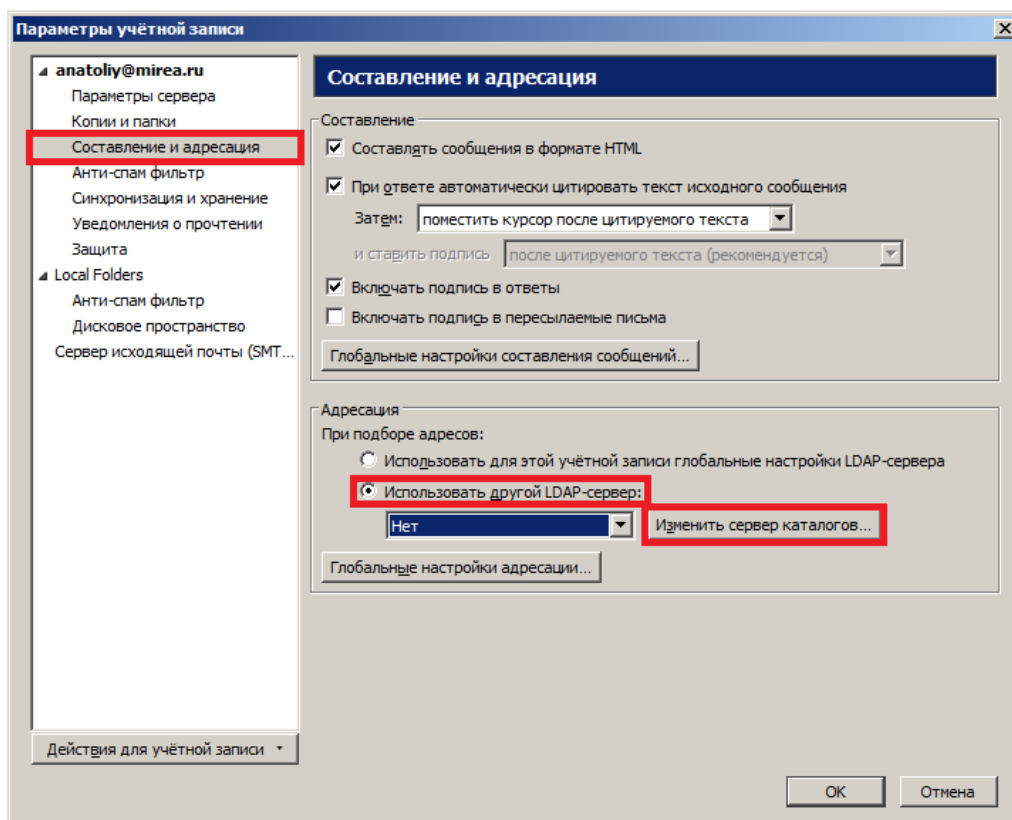 Параметры учётной записи
anatoliy@mirea.ru
Параметры сервера
Копии и папки
Составление и адресация
Анти-спам фильтр
Синхронизация и хранение
Уведомления о прочтении
Защита
Local Folders
Анти-спам фильтр
Дисковое пространство
Сервер исходящей почты (SMT...
Действия для учётной записи
Составление и адресация
Составление
Составлять сообщения в формате HTML
При ответе автоматически цитировать текст исходного сообщения
Затем: поместить курсор после цитируемого текста
и ставить подпись после цитируемого текста (рекомендуется)
Включать подпись в ответы
Включать подпись в пересылаемые письма
Глобальные настройки составления сообщений...
Адресация
При подборе адресов:
Использовать для этой учётной записи глобальные настройки LDAP-сервера
Использовать другой LDAP-сервер:
Нет Изменить сервер каталогов...
Глобальные настройки адресации...
OK Отмена